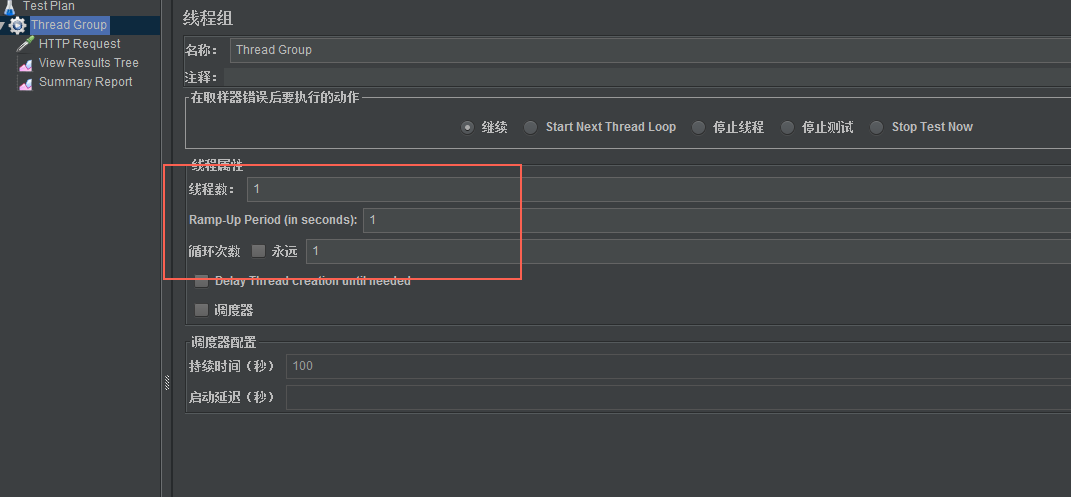 Test Plan
Thread Group
HTTP Request
View Results Tree
Summary Report
线程组
名称： Thread Group
注释：
在取样器错误后要执行的动作
继续 Start Next Thread Loop 停止线程 停止测试 Stop Test Now
线程属性
线程数： 1
Ramp-Up Period (in seconds): 1
循环次数 永远 1
Delay Thread creation until needed
调度器
调度器配置
持续时间（秒） 100
启动延迟（秒）